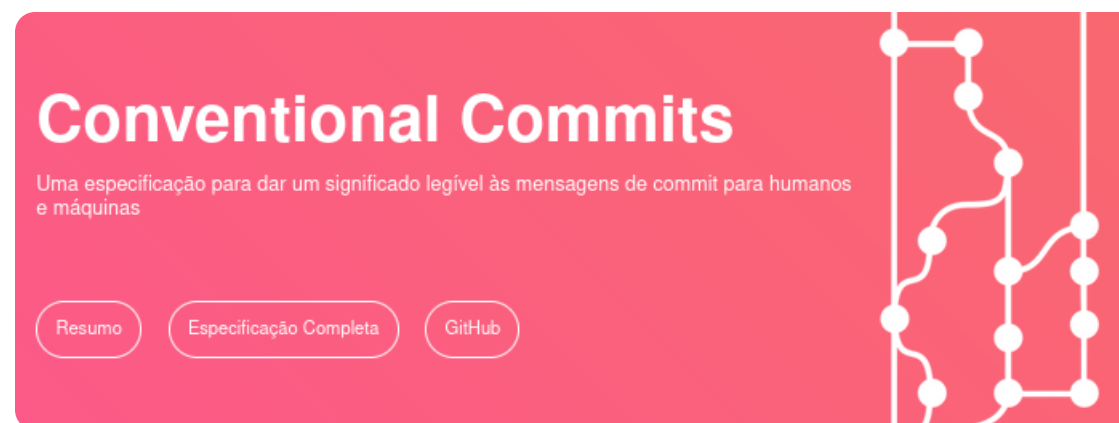 Conventional Commits
Uma especificação para dar um significado legível às mensagens de commit para humanos
e máquinas
Resumo
Especificação Completa
GitHub